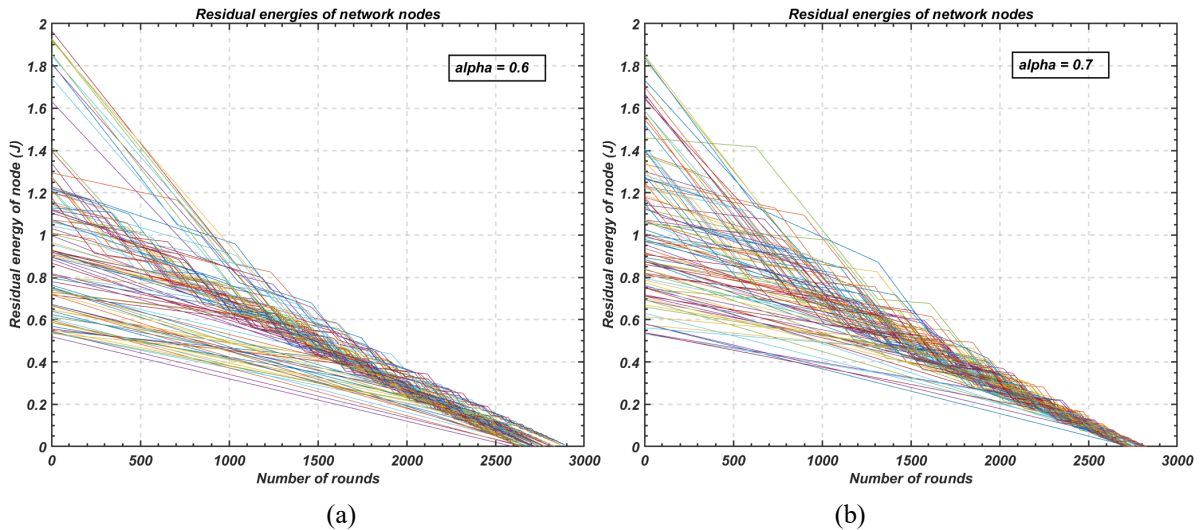 Residual energies of network nodes
alpha = 0.6
Residual energy of node (J)
2
1.8
1.6
1.4
1.2
1
0.8
0.6
0.4
0.2
0
0 500 1000 1500 2000 2500 3000
Number of rounds
(a)
Residual energies of network nodes
alpha = 0.7
Residual energy of node (J)
2
1.8
1.6
1.4
1.2
1
0.8
0.6
0.4
0.2
0
0 500 1000 1500 2000 2500 3000
Number of rounds
(b)